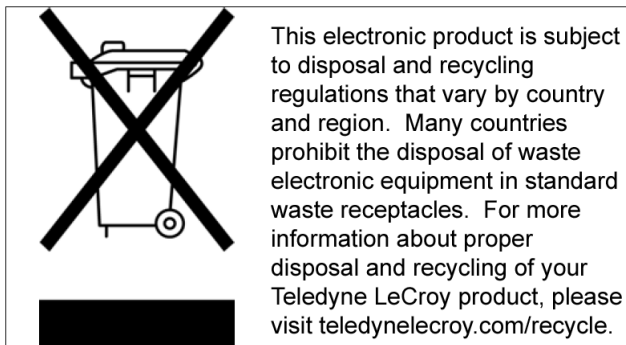 This electronic product is subject
to disposal and recycling
regulations that vary by country
and region.  Many countries
prohibit the disposal of waste
electronic equipment in standard
waste receptacles.  For more
information about proper
disposal and recycling of your
Teledyne LeCroy product, please
visit teledynelecroy.com/recycle.